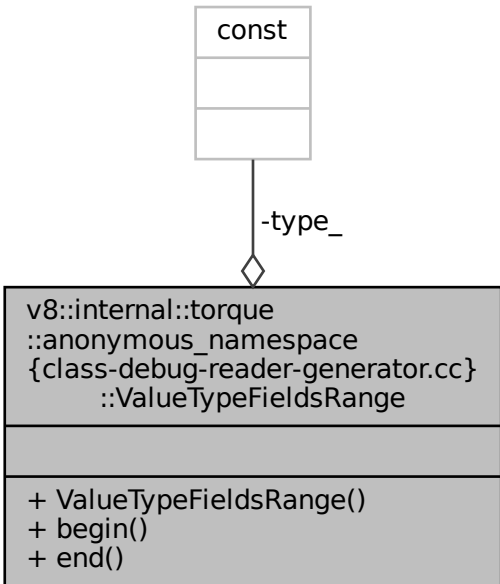 const
-type_
v8::internal::torque
::anonymous_namespace
{class-debug-reader-generator.cc}
::ValueTypeFieldsRange
+ ValueTypeFieldsRange()
+ begin()
+ end()